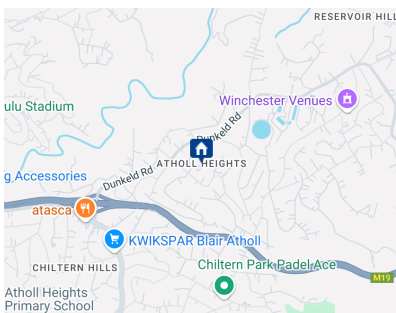 RESERVOIR HILL
Winchester Venues
ulu Stadium
Dunkeld Rd
ATHOLL HEIGHTS
g Accessories
Dunkeld Rd
atasca
KWIKSPAR Blair Atholl
CHILTERN HILLS
Chiltern Park Padel Ace
M19
Atholl Heights
Primary School